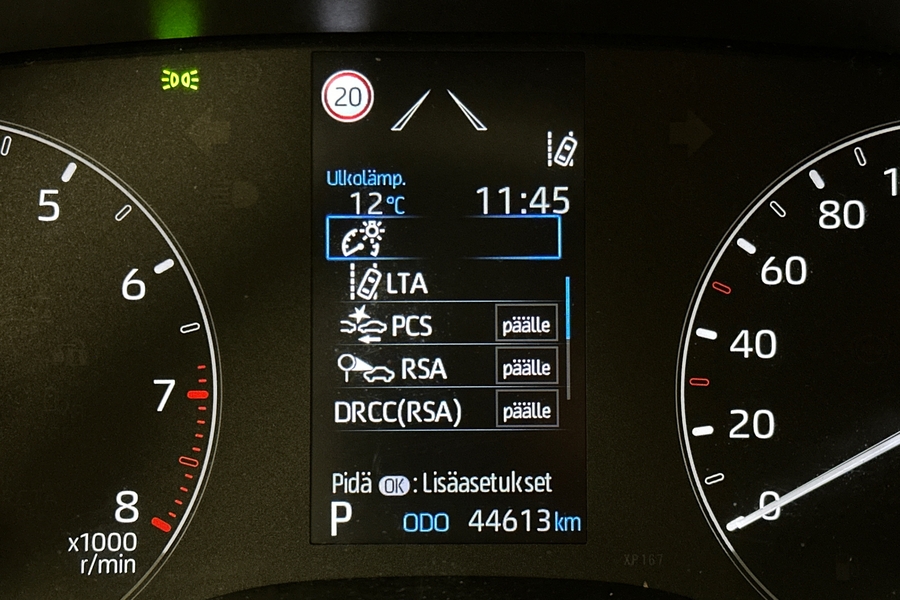 20
Ulkolämp.
12°C 11:45
LTA
PCS päälle
RSA päälle
DRCC(RSA) päälle
Pidä OK : Lisäasetukset
P ODO 44613 km
5
6
7
8
x1000
r/min
80
60
40
20
0